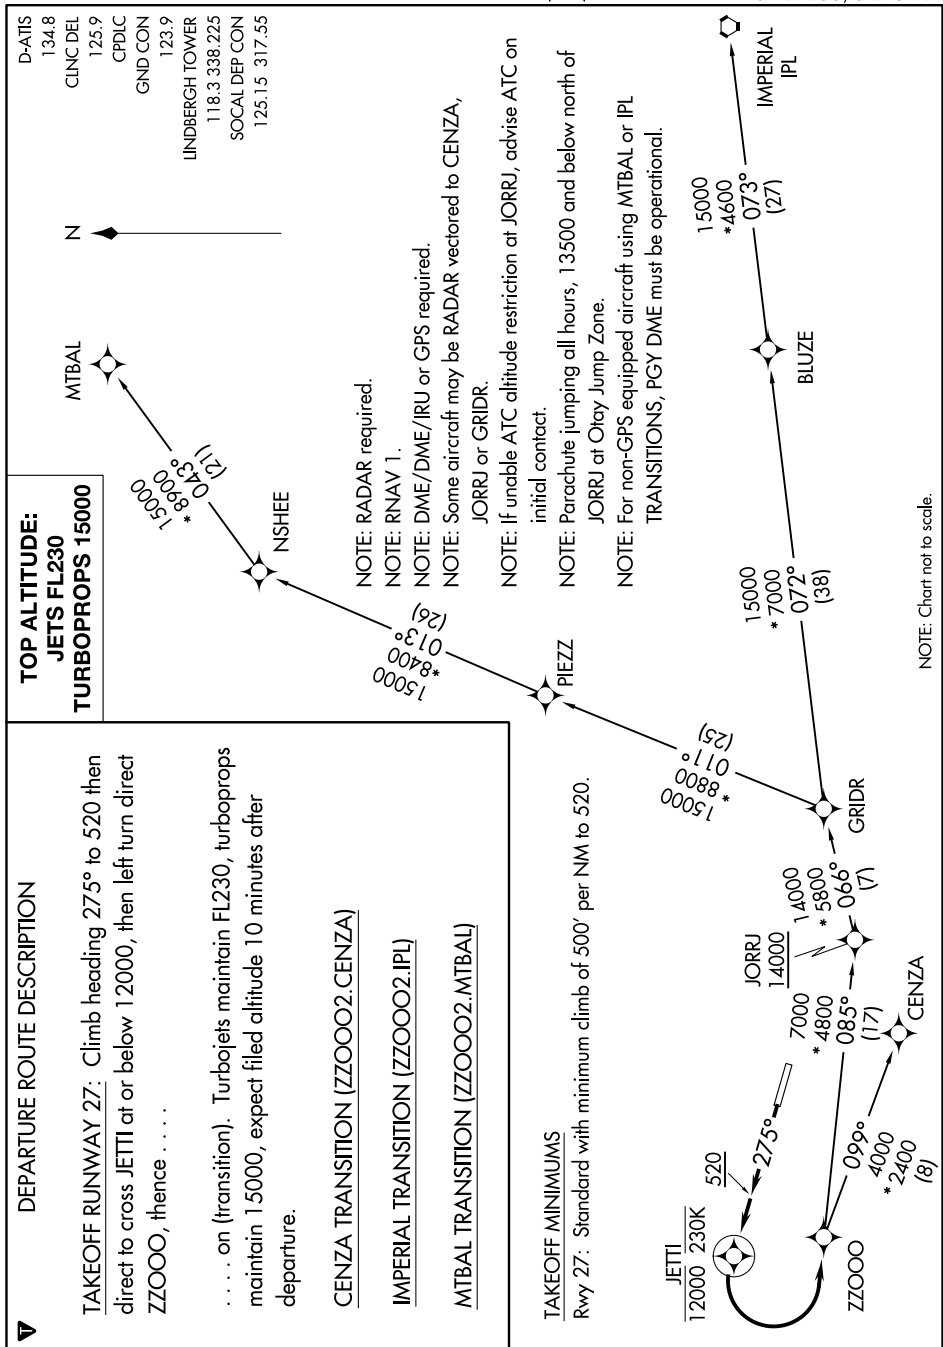 DEPARTURE ROUTE DESCRIPTION
TAKEOFF RUNWAY 27: Climb heading 275° to 520 then
direct to cross JETTI at or below 12000, then left turn direct
ZZOOO, thence . . . .
. . . . on (transition). Turbojets maintain FL230, turboprops
maintain 15000, expect filed altitude 10 minutes after
departure.
CENZA TRANSITION (ZZOOO2.CENZA)
IMPERIAL TRANSITION (ZZOOO2.IPL)
MTBAL TRANSITION (ZZOOO2.MTBAL)
TOP ALTITUDE:
JETS FL230
TURBOPROPS 15000
D-ATIS
134.8
CLNC DEL
125.9
CPDLC
GND CON
123.9
LINDBERGH TOWER
118.3 338.225
SOCAL DEP CON
125.15 317.55
N
MTBAL
15000
*8900
043°
(21)
NSHEE
15000
*8400
013°
(26)
PIEZZ
15000
*8800
011°
(25)
NOTE: RADAR required.
NOTE: RNAV 1.
NOTE: DME/DME/IRU or GPS required.
NOTE: Some aircraft may be RADAR vectored to CENZA,
JORRJ or GRIDR.
NOTE: If unable ATC altitude restriction at JORRJ, advise ATC on
initial contact.
NOTE: Parachute jumping all hours, 13500 and below north of
JORRJ at Otay Jump Zone.
NOTE: For non-GPS equipped aircraft using MTBAL or IPL
TRANSITIONS, PGY DME must be operational.
TAKEOFF MINIMUMS
Rwy 27: Standard with minimum climb of 500' per NM to 520.
JETTI
12000 230K
520
275°
ZZOOO
099°
4000
*2400
(8)
CENZA
7000
*4800
085°
(17)
JORRJ
14000
14000
*5800
066°
(7)
GRIDR
15000
*7000
072°
(38)
BLUZE
15000
*4600
073°
(27)
IMPERIAL
IPL
NOTE: Chart not to scale.